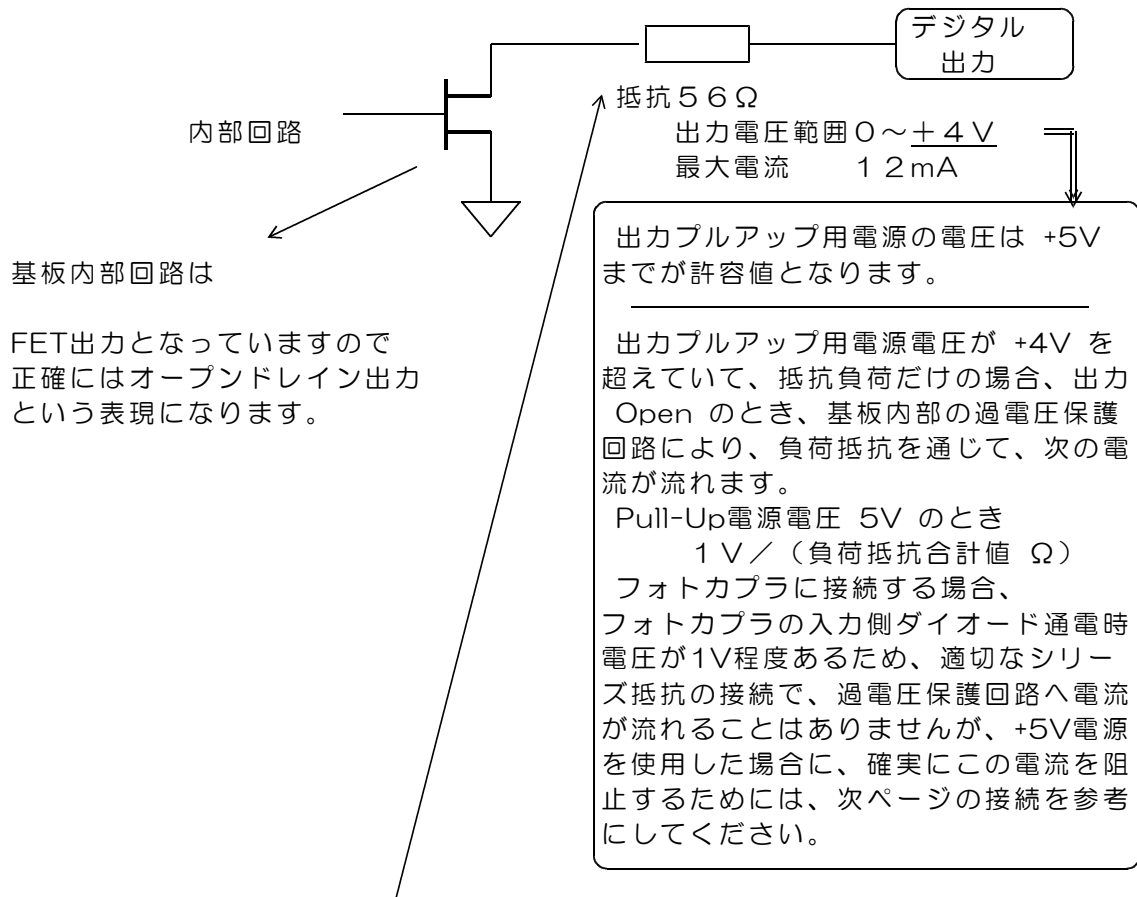 デジタル
出力
抵抗56Ω
出力電圧範囲0~+4V
最大電流 12mA
内部回路
基板内部回路は
FET出力となっていますので
正確にはオープンドレイン出力
という表現になります。
出力プルアップ用電源の電圧は +5V
までが許容値となります。
出力プルアップ用電源電圧が +4V を
超えていて、抵抗負荷だけの場合、出力
Open のとき、基板内部の過電圧保護
回路により、負荷抵抗を通じて、次の電
流が流れます。
Pull-Up電源電圧 5V のとき
1V/(負荷抵抗合計値 Ω)
フォトカプラに接続する場合、
フォトカプラの入力側ダイオード通電時
電圧が1V程度あるため、適切なシリー
ズ抵抗の接続で、過電圧保護回路へ電流
が流れることはありませんが、+5V電源
を使用した場合に、確実にこの電流を阻
止するためには、次ページの接続を参考
にしてください。